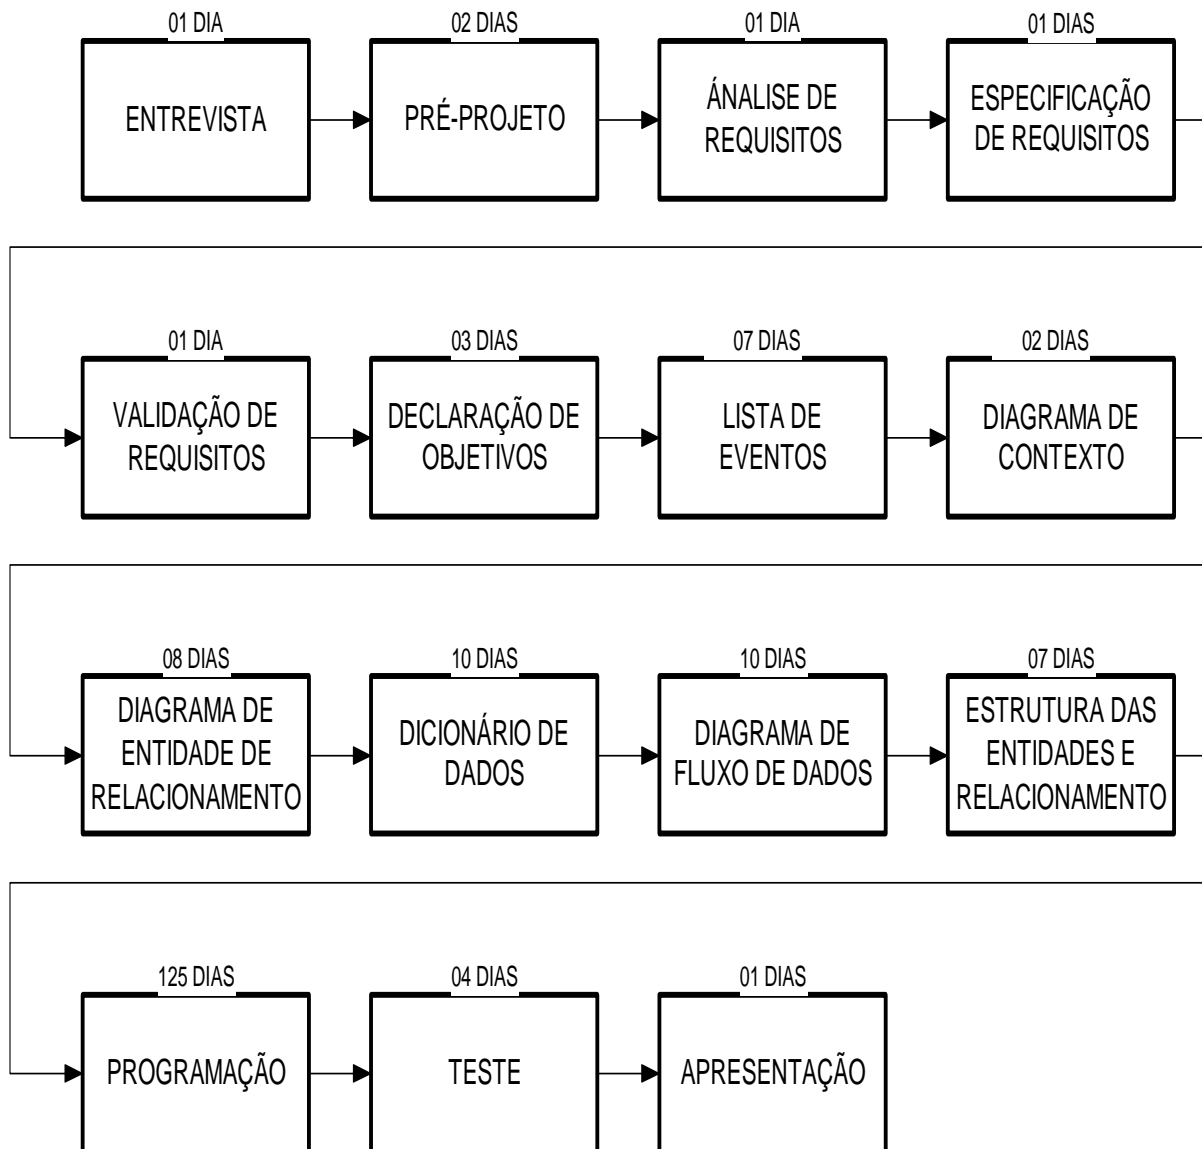 01 DIA
ENTREVISTA
02 DIAS
PRÉ-PROJETO
01 DIA
ÁNALISE DE
REQUISITOS
01 DIAS
ESPECIFICAÇÃO
DE REQUISITOS
01 DIA
VALIDAÇÃO DE
REQUISITOS
03 DIAS
DECLARAÇÃO DE
OBJETIVOS
07 DIAS
LISTA DE
EVENTOS
02 DIAS
DIAGRAMA DE
CONTEXTO
08 DIAS
DIAGRAMA DE
ENTIDADE DE
RELACIONAMENTO
10 DIAS
DICIONÁRIO DE
DADOS
10 DIAS
DIAGRAMA DE
FLUXO DE DADOS
07 DIAS
ESTRUTURA DAS
ENTIDADES E
RELACIONAMENTO
125 DIAS
PROGRAMAÇÃO
04 DIAS
TESTE
01 DIAS
APRESENTAÇÃO